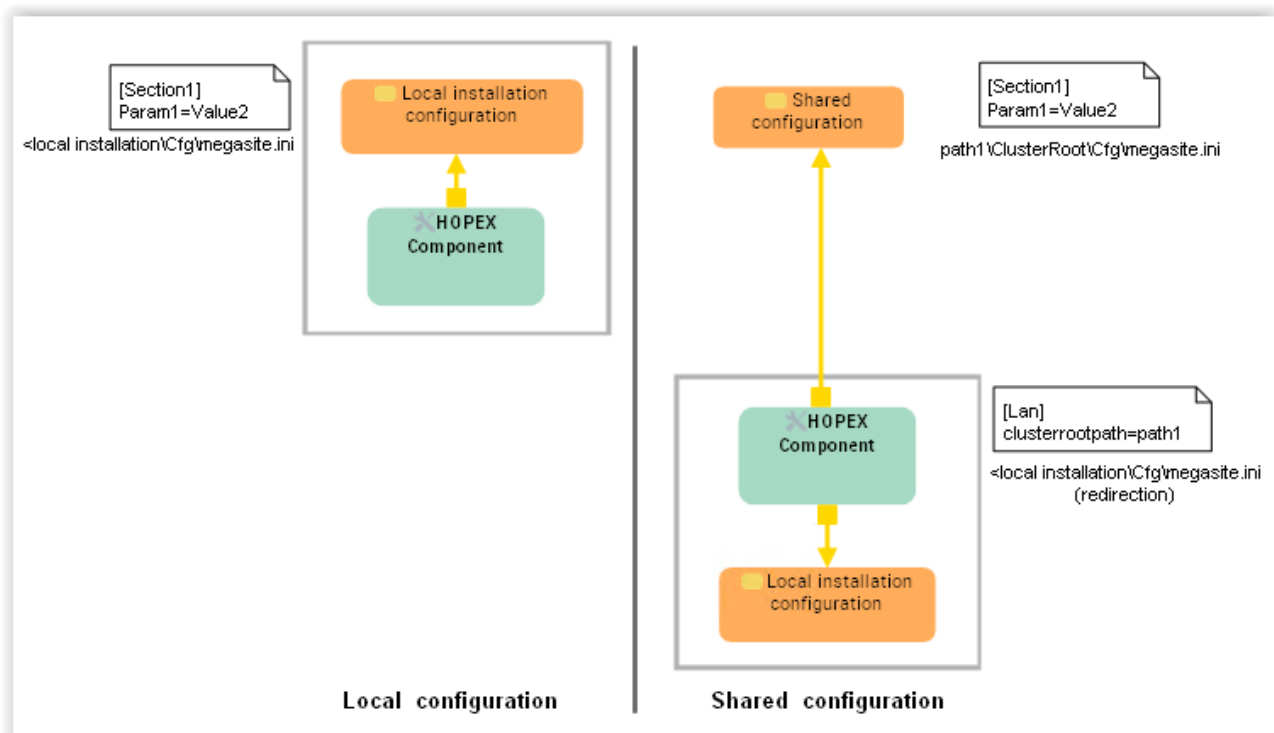 [Section1]
Param1=Value2
<local installation\Cfg\megasite.ini
Local installation
configuration
HOPEX
Component
Local configuration
Shared
configuration
[Section1]
Param1=Value2
path1\ClusterRoot\Cfg\megasite.ini
HOPEX
Component
[Lan]
clusterrootpath=path1
<local installation\Cfg\megasite.ini
(redirection)
Local installation
configuration
Shared configuration